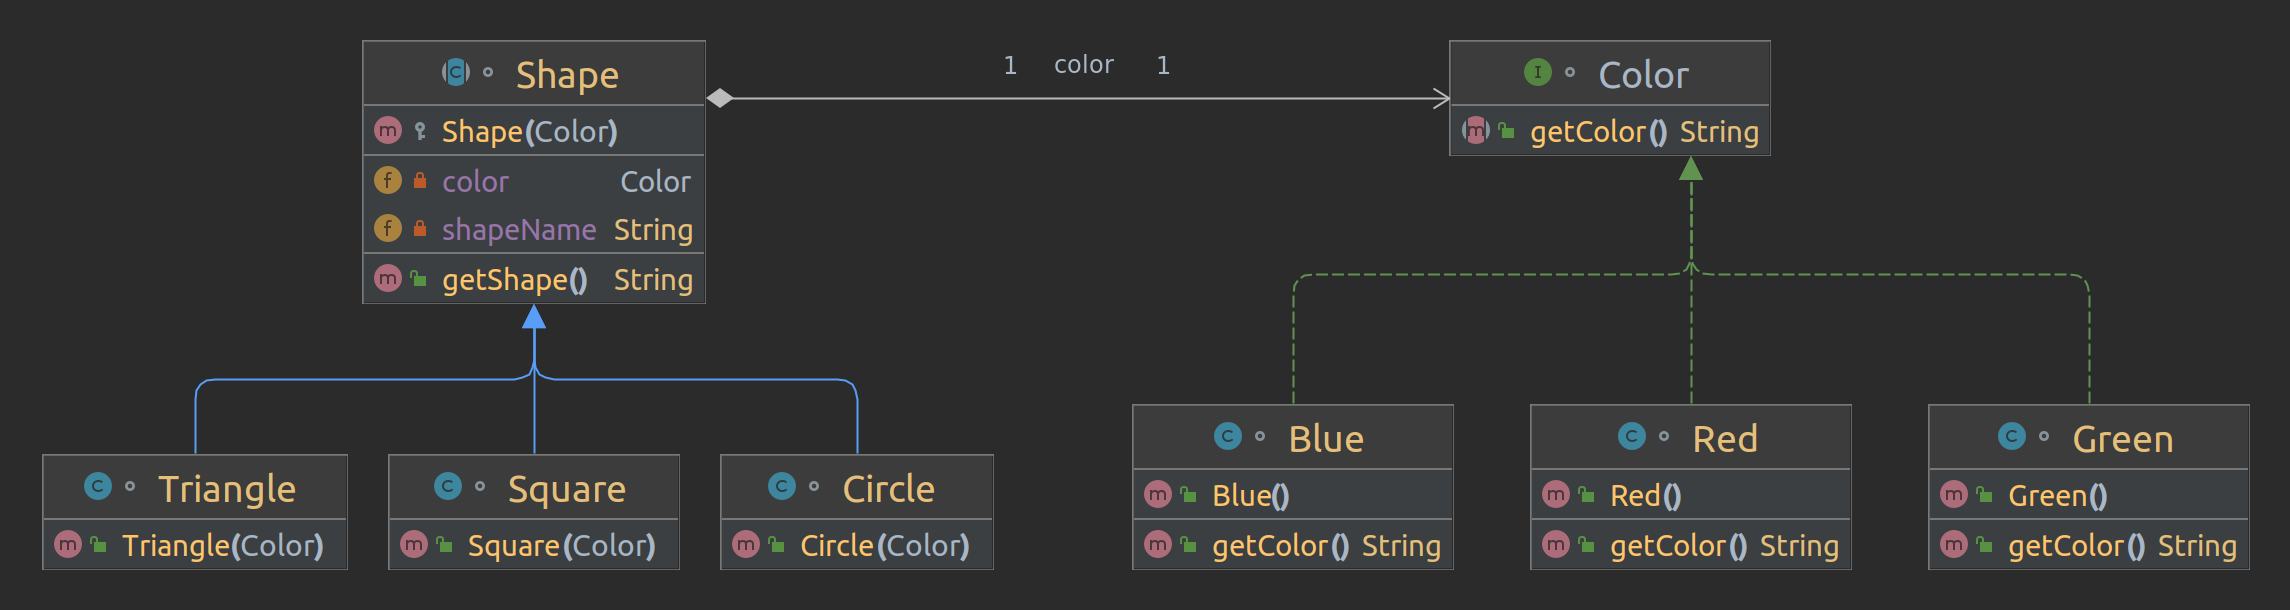 Shape
Shape(Color)
color Color
shapeName String
getShape() String
1 color 1
Color
getColor() String
Triangle
Triangle(Color)
Square
Square(Color)
Circle
Circle(Color)
Blue
Blue()
getColor() String
Red
Red()
getColor() String
Green
Green()
getColor() String